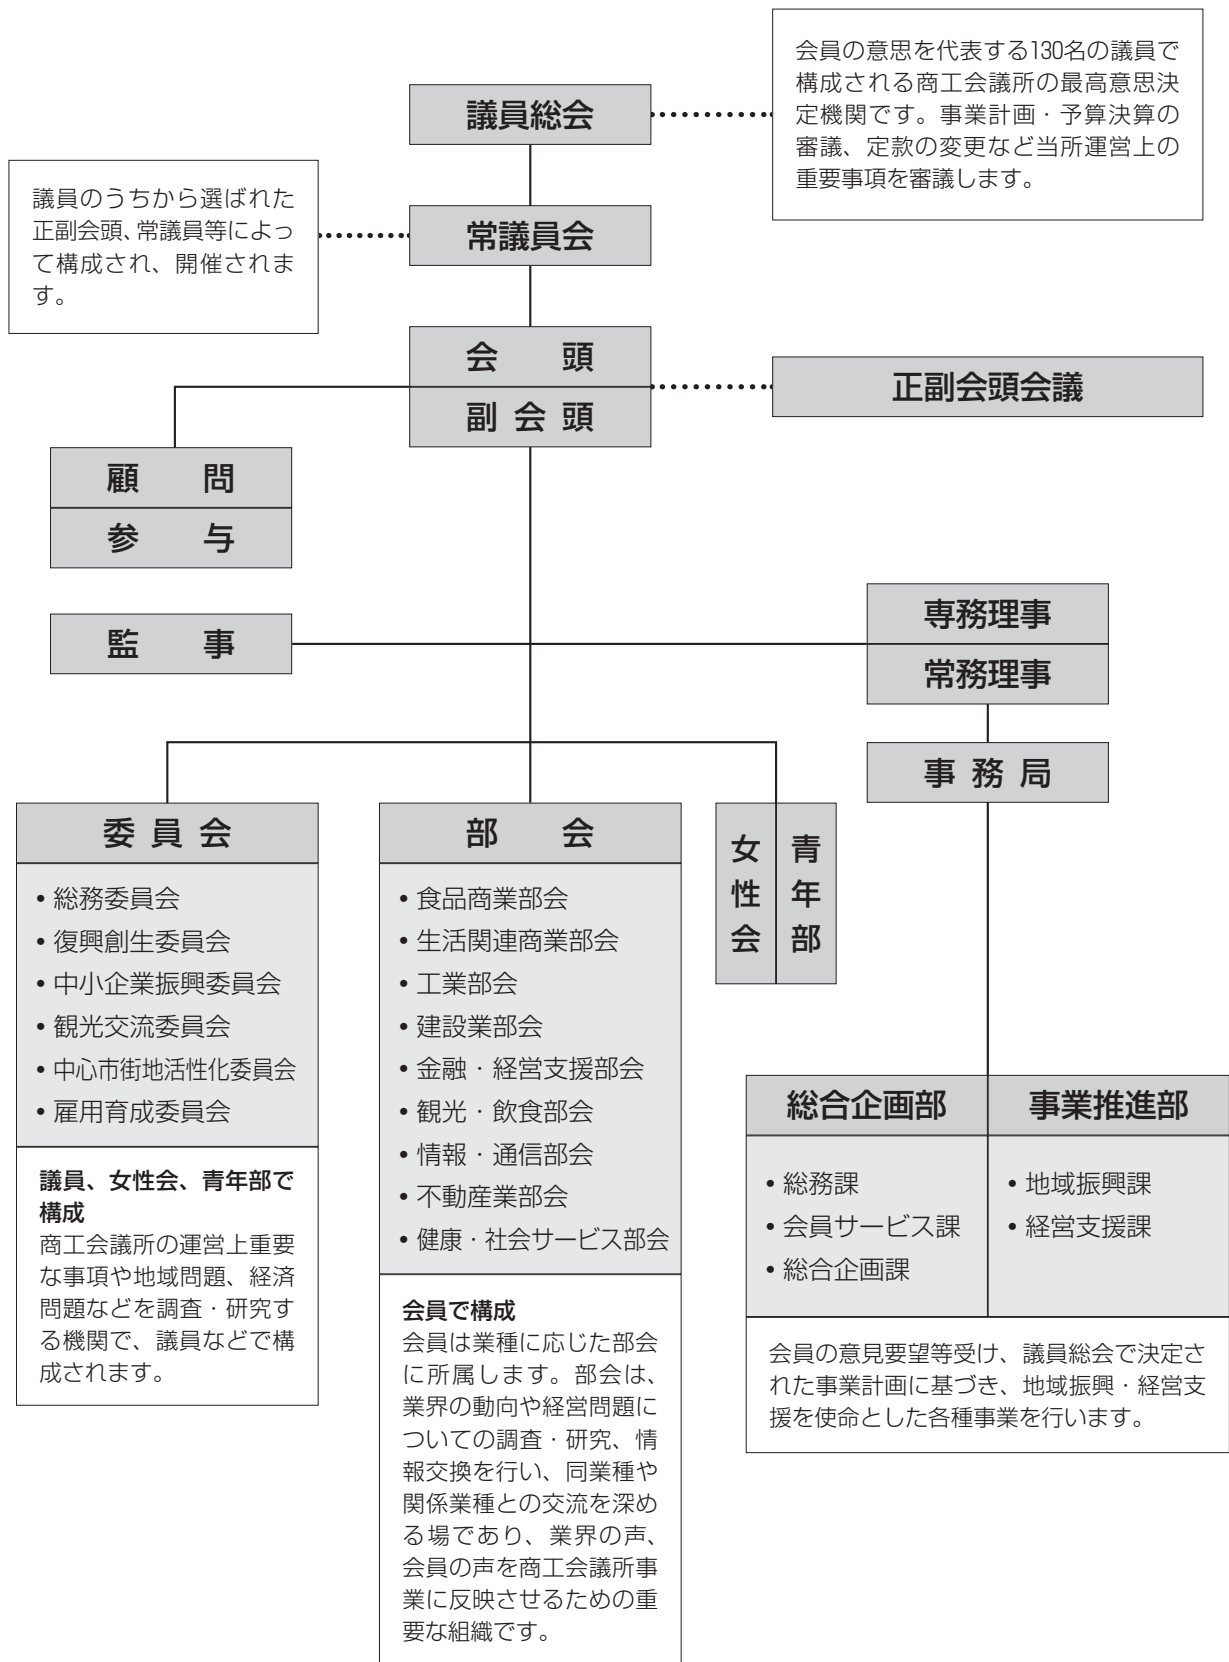 議員総会
会員の意思を代表する130名の議員で
構成される商工会議所の最高意思決
定機関です。事業計画・予算決算の
審議、定款の変更など当所運営上の
重要事項を審議します。
議員のうちから選ばれた
正副会頭、常議員等によっ
て構成され、開催されま
す。
常議員会
会　頭
副会頭
正副会頭会議
顧　問
参　与
監　事
専務理事
常務理事
事務局
委員会
・総務委員会
・復興創生委員会
・中小企業振興委員会
・観光交流委員会
・中心市街地活性化委員会
・雇用育成委員会
議員、女性会、青年部で
構成
商工会議所の運営上重要
な事項や地域問題、経済
問題などを調査・研究す
る機関で、議員などで構
成されます。
部　会
・食品商業部会
・生活関連商業部会
・工業部会
・建設業部会
・金融・経営支援部会
・観光・飲食部会
・情報・通信部会
・不動産業部会
・健康・社会サービス部会
会員で構成
会員は業種に応じた部会
に所属します。部会は、
業界の動向や経営問題に
ついての調査・研究、情
報交換を行い、同業種や
関係業種との交流を深め
る場であり、業界の声、
会員の声を商工会議所事
業に反映させるための重
要な組織です。
女性会
青年部
総合企画部
・総務課
・会員サービス課
・総合企画課
事業推進部
・地域振興課
・経営支援課
会員の意見要望等受け、議員総会で決定さ
れた事業計画に基づき、地域振興・経営支
援を使命とした各種事業を行います。